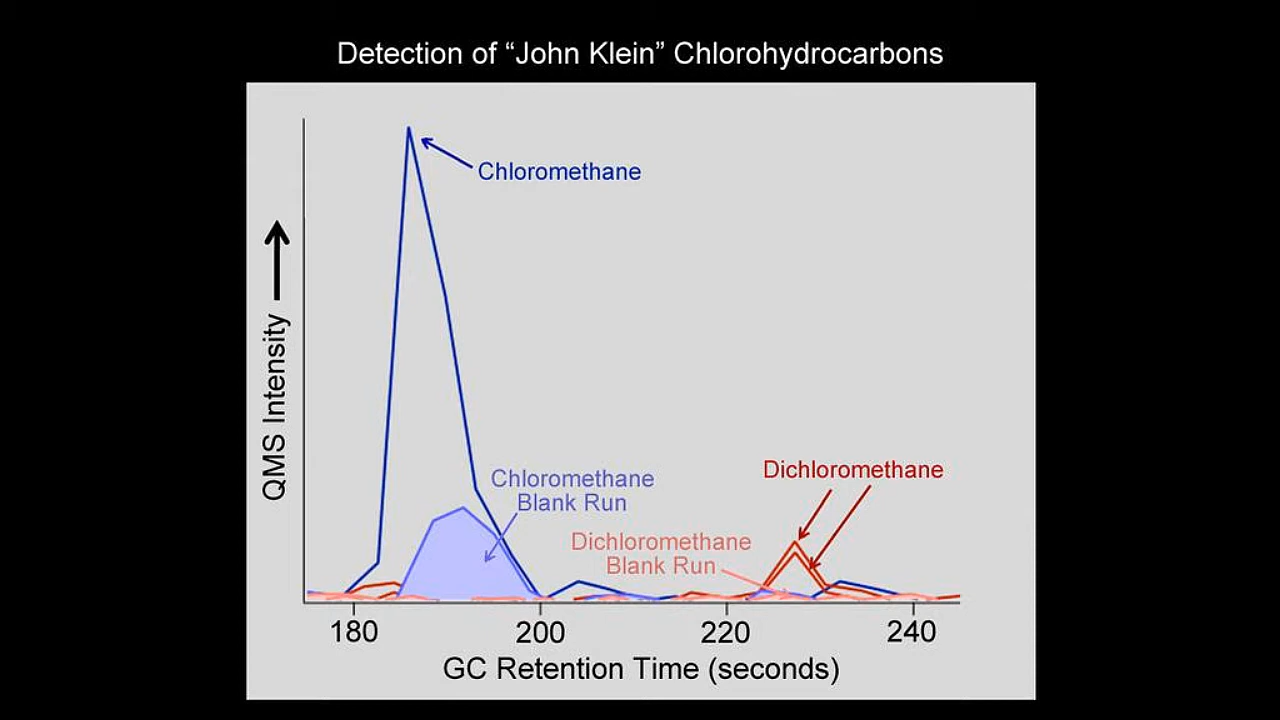 Detection of “John Klein” Chlorohydrocarbons
Chloromethane
QMS Intensity
Chloromethane
Blank Run
Dichloromethane
Dichloromethane
Blank Run
180 200 220 240
GC Retention Time (seconds)